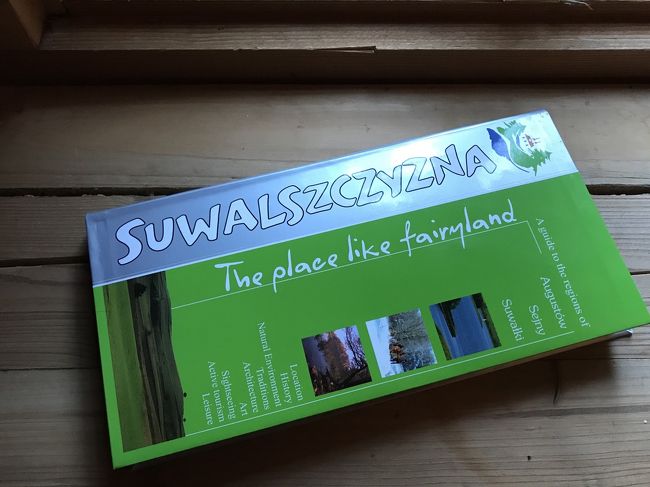 SUWALSZCZYZNA
The place like fairyland
A guide to the regions of
Augustów
Sejny
Suwałki
Location
History
Natural Environment
Traditions
Architecture
Art
Sighiseeing
Active tourism
Leisure